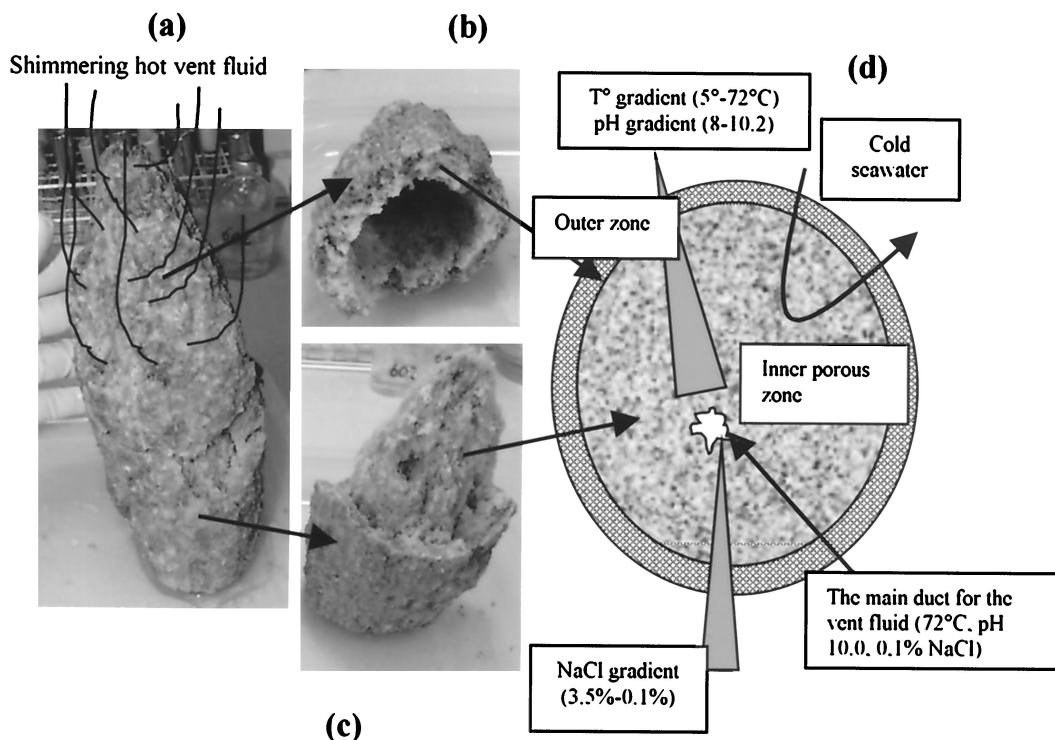 (a)
Shimmering hot vent fluid
(b)
602
(c)
(d)
T° gradient (5°-72°C)
pH gradient (8-10.2)
Cold
seawater
Outer zone
Inner porous
zone
The main duct for the
vent fluid (72°C, pH
10.0, 0.1% NaCl)
NaCl gradient
(3.5%-0.1%)